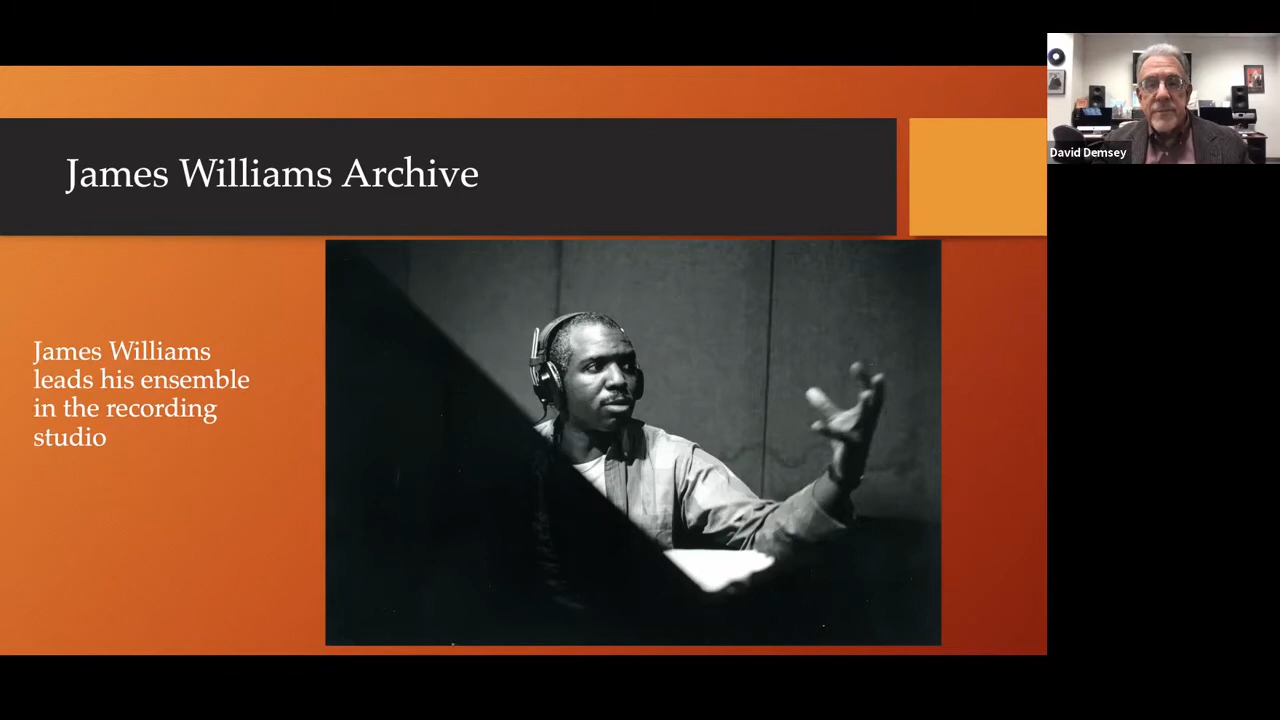 James Williams Archive
James Williams
leads his ensemble
in the recording
studio
David Demsey